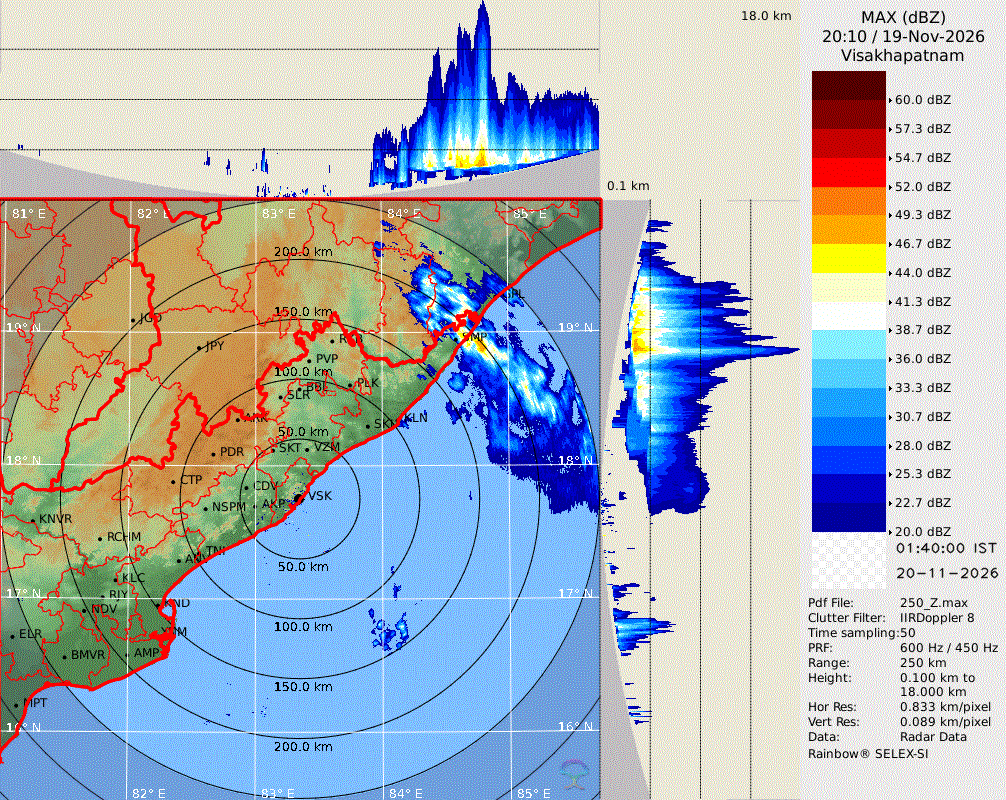 18.0 km
0.1 km
MAX (dBZ)
20:10 / 19-Nov-2026
Visakhapatnam
60.0 dBZ
57.3 dBZ
54.7 dBZ
52.0 dBZ
49.3 dBZ
46.7 dBZ
44.0 dBZ
41.3 dBZ
38.7 dBZ
36.0 dBZ
33.3 dBZ
30.7 dBZ
28.0 dBZ
25.3 dBZ
22.7 dBZ
20.0 dBZ
01:40:00 IST
20-11-2026
Pdf File: 250_Z.max
Clutter Filter: IIRDoppler 8
Time sampling:50
PRF: 600 Hz / 450 Hz
Range: 250 km
Height: 0.100 km to
18.000 km
Hor Res: 0.833 km/pixel
Vert Res: 0.089 km/pixel
Data: Radar Data
Rainbow® SELEX-SI
81° E 82° E 83° E 84° E 85° E
200.0 km
150.0 km
19° N JGD 19° N
JPY
PVP
100.0 km
BBL PLK
SLR
KLN
50.0 km
PDR SKT VZM
18° N 18° N
CTP CDV
VSK
NSPM AKP
KNVR
RCHM
TNI
50.0 km
KLC
17° N 17° N
NDV KND
100.0 km
ELR YNM
BMVR AMP
150.0 km
MPT
16° N 16° N
200.0 km
82° E 83° E 84° E 85° E